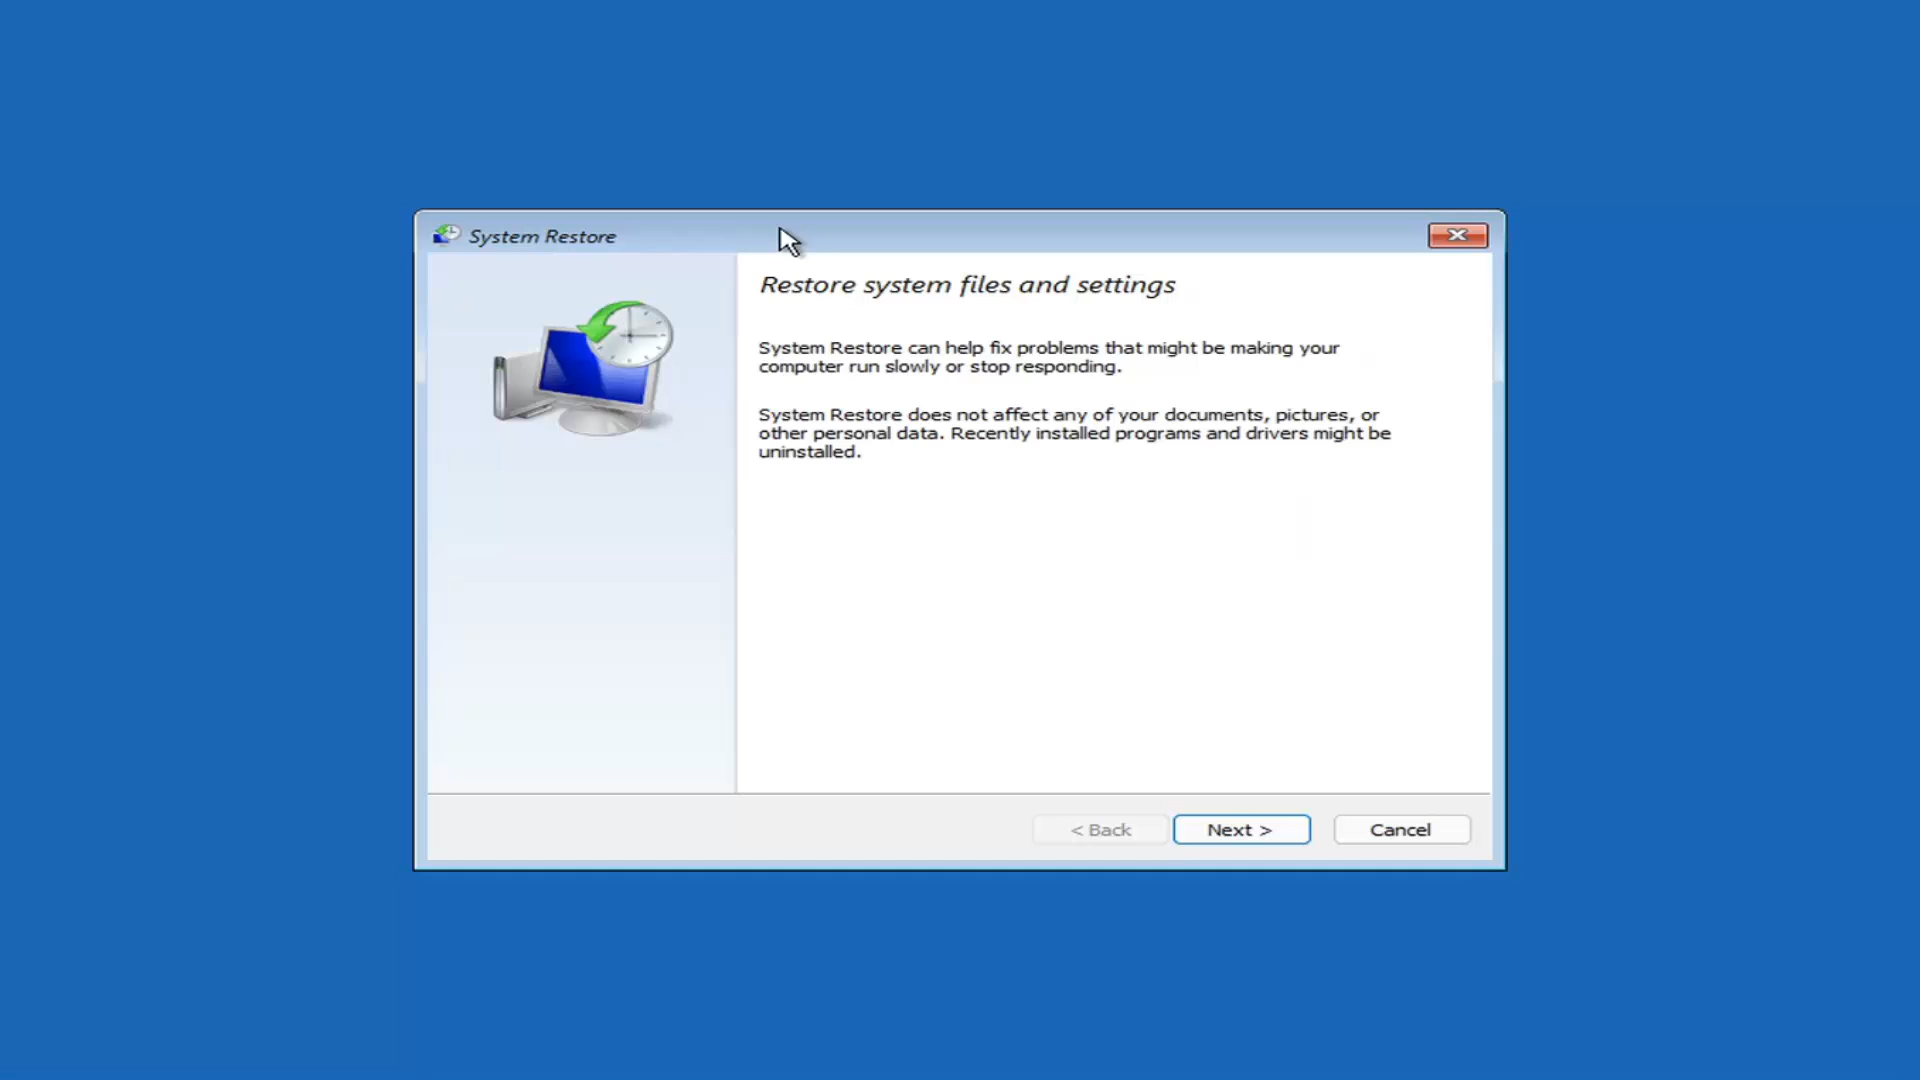 System Restore
Restore system files and settings
System Restore can help fix problems that might be making your
computer run slowly or stop responding.
System Restore does not affect any of your documents, pictures, or
other personal data. Recently installed programs and drivers might be
uninstalled.
< Back
Next >
Cancel